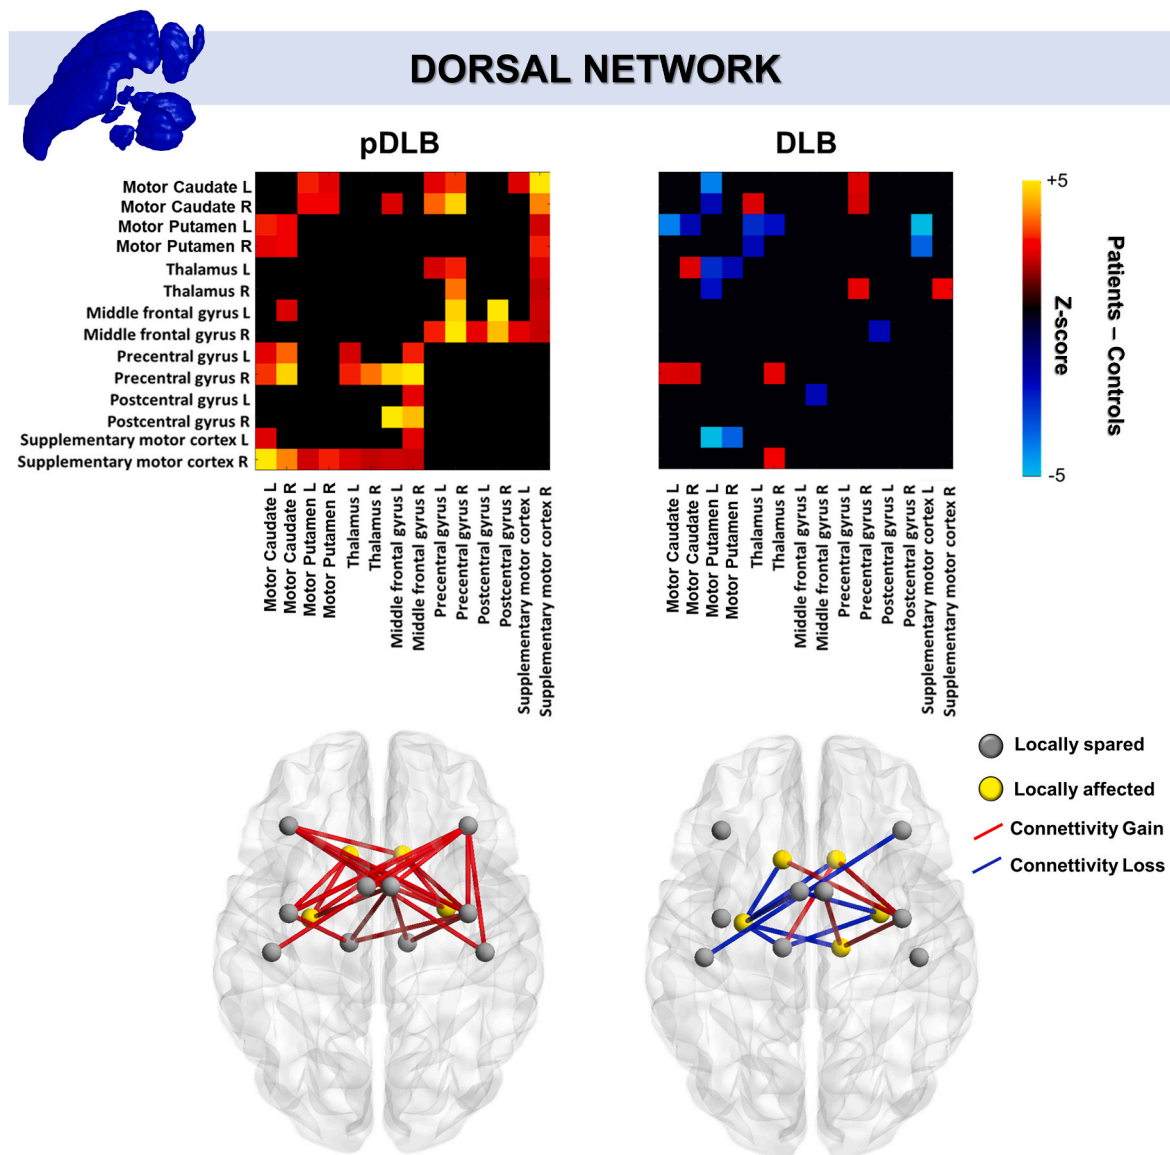 DORSAL NETWORK
pDLB
DLB
Motor Caudate L
Motor Caudate R
Motor Putamen L
Motor Putamen R
Thalamus L
Thalamus R
Middle frontal gyrus L
Middle frontal gyrus R
Precentral gyrus L
Precentral gyrus R
Postcentral gyrus L
Postcentral gyrus R
Supplementary motor cortex L
Supplementary motor cortex R
+5
-5
Z-score
Patients – Controls
Motor Caudate L
Motor Caudate R
Motor Putamen L
Motor Putamen R
Thalamus L
Thalamus R
Middle frontal gyrus L
Middle frontal gyrus R
Precentral gyrus L
Precentral gyrus R
Postcentral gyrus L
Postcentral gyrus R
Supplementary motor cortex L
Supplementary motor cortex R
Motor Caudate L
Motor Caudate R
Motor Putamen L
Motor Putamen R
Thalamus L
Thalamus R
Middle frontal gyrus L
Middle frontal gyrus R
Precentral gyrus L
Precentral gyrus R
Postcentral gyrus L
Postcentral gyrus R
Supplementary motor cortex L
Supplementary motor cortex R
Locally spared
Locally affected
Connettivity Gain
Connettivity Loss